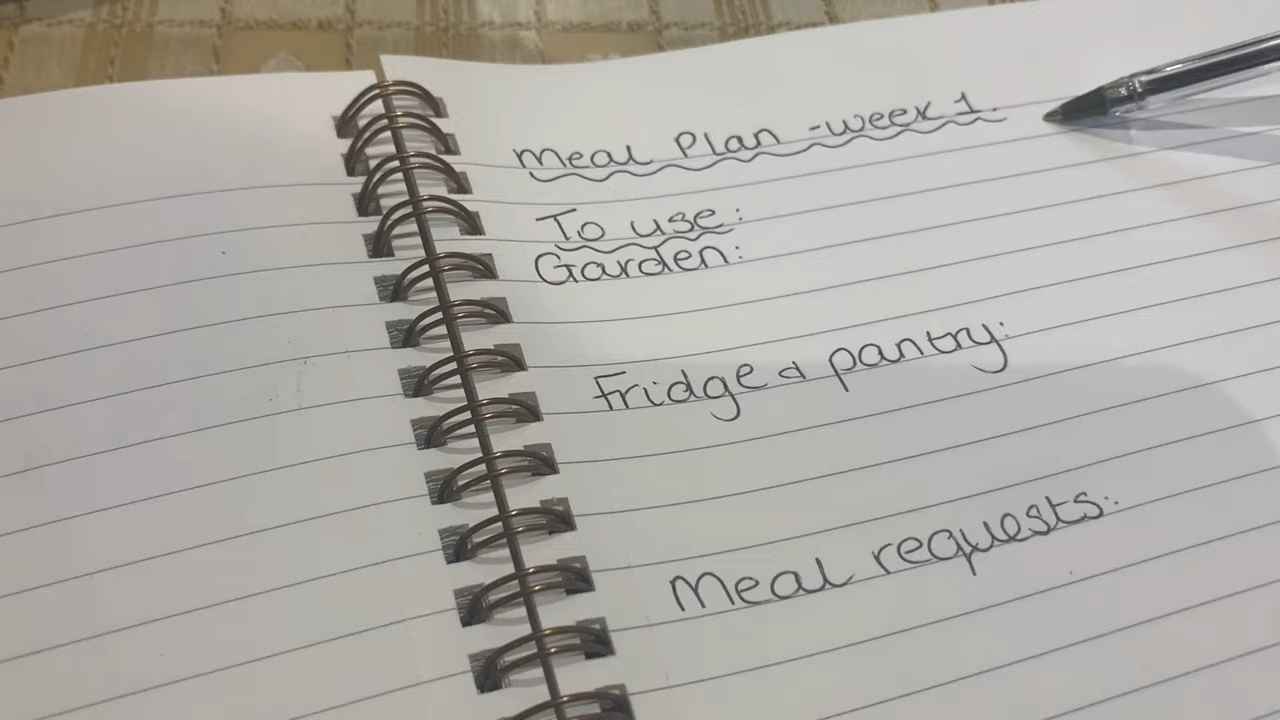 Meal Plan -week 1.
To use:
Garden:
Fridge & pantry:
Meal requests: